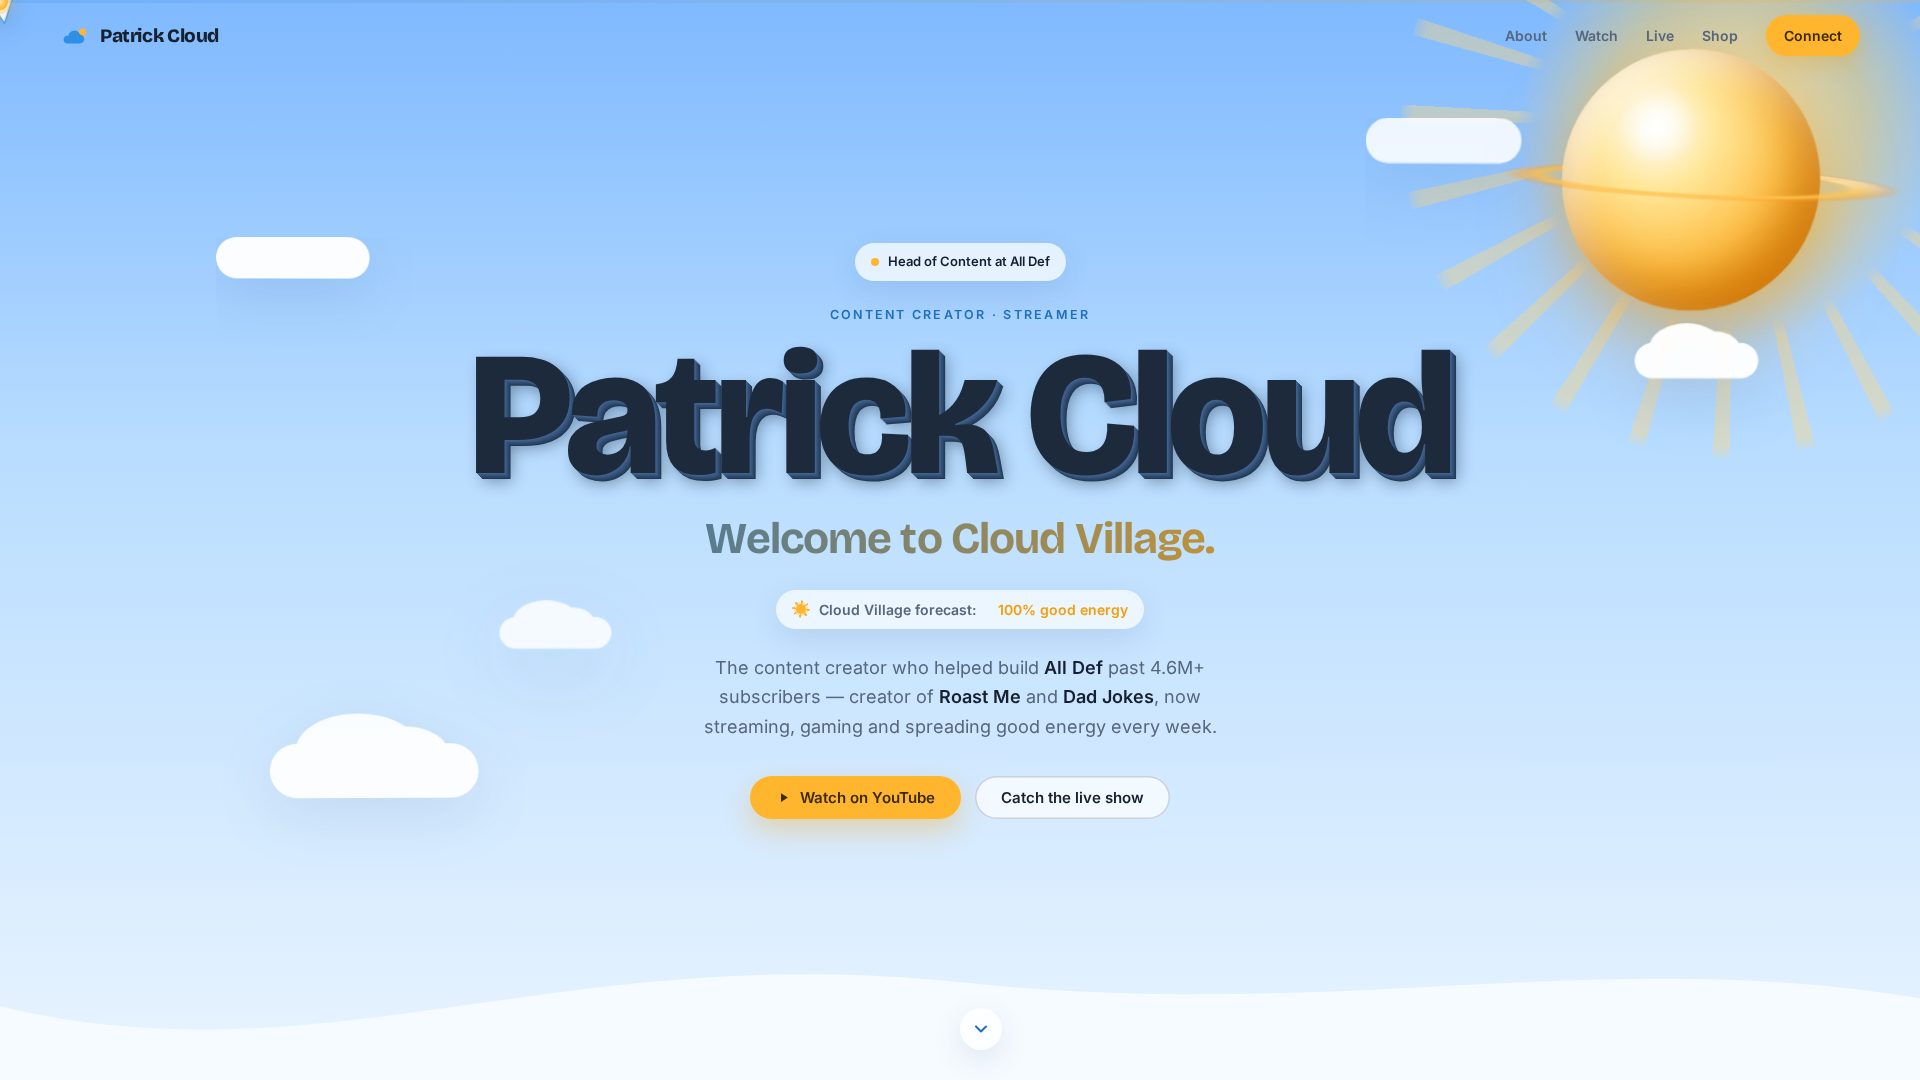 Patrick Cloud
About
Watch
Live
Shop
Connect
Head of Content at All Def
CONTENT CREATOR · STREAMER
Patrick Cloud
Welcome to Cloud Village.
Cloud Village forecast: 100% good energy
The content creator who helped build All Def past 4.6M+
subscribers — creator of Roast Me and Dad Jokes, now
streaming, gaming and spreading good energy every week.
Watch on YouTube
Catch the live show